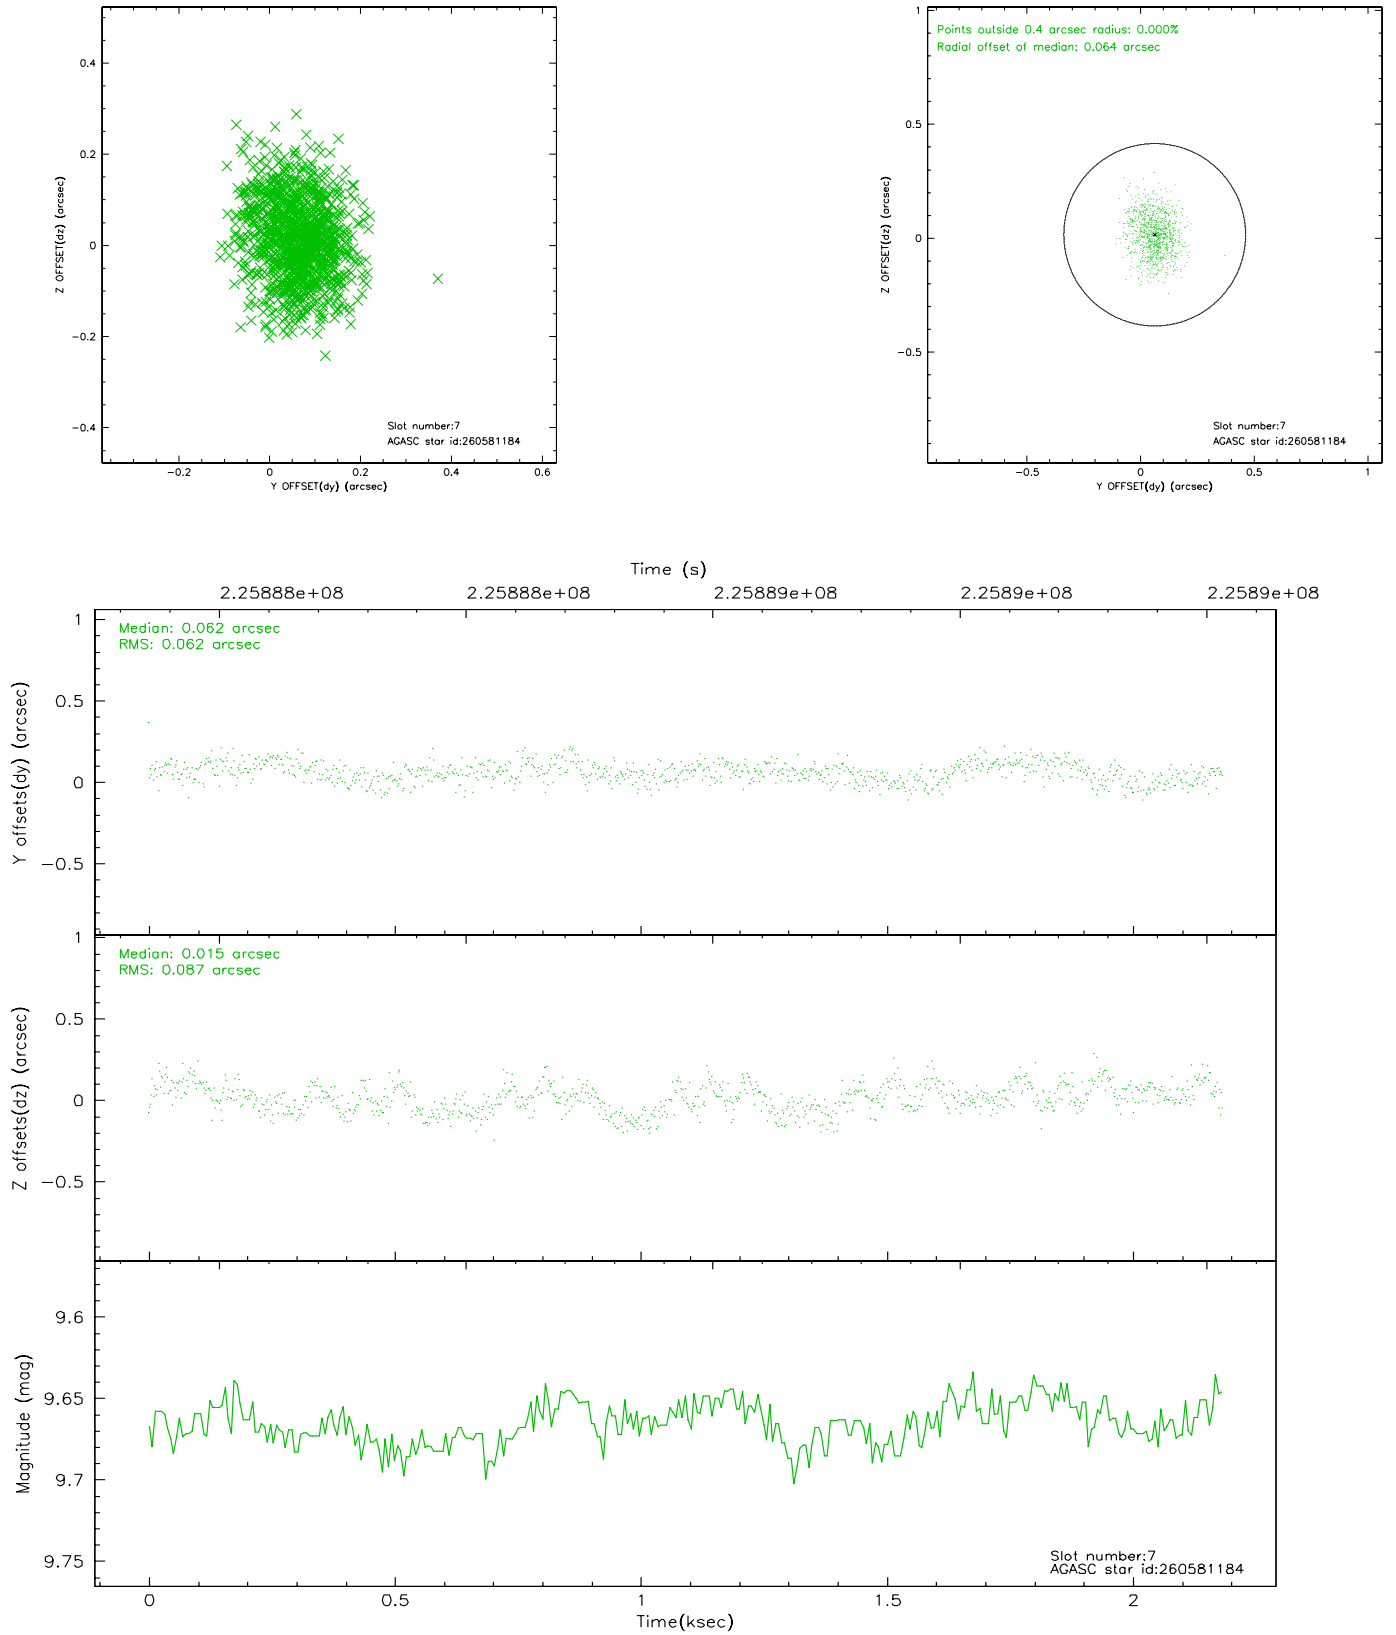 0.4
0.2
0
−0.2
−0.4
Z OFFSET(dz) (arcsec)
Slot number:7
AGASC star id:260581184
−0.2 0 0.2 0.4 0.6
Y OFFSET(dy) (arcsec)
Points outside 0.4 arcsec radius: 0.000%
Radial offset of median: 0.064 arcsec
1
0.5
0
−0.5
Z OFFSET(dz) (arcsec)
Slot number:7
AGASC star id:260581184
−0.5 0 0.5 1
Y OFFSET(dy) (arcsec)
Time (s)
2.25888e+08 2.25888e+08 2.25889e+08 2.2589e+08 2.2589e+08
Median: 0.062 arcsec
RMS: 0.062 arcsec
1
0.5
0
−0.5
Y offsets(dy) (arcsec)
Median: 0.015 arcsec
RMS: 0.087 arcsec
1
0.5
0
−0.5
Z offsets(dz) (arcsec)
9.6
9.65
9.7
9.75
Magnitude (mag)
Slot number:7
AGASC star id:260581184
0 0.5 1 1.5 2
Time(ksec)